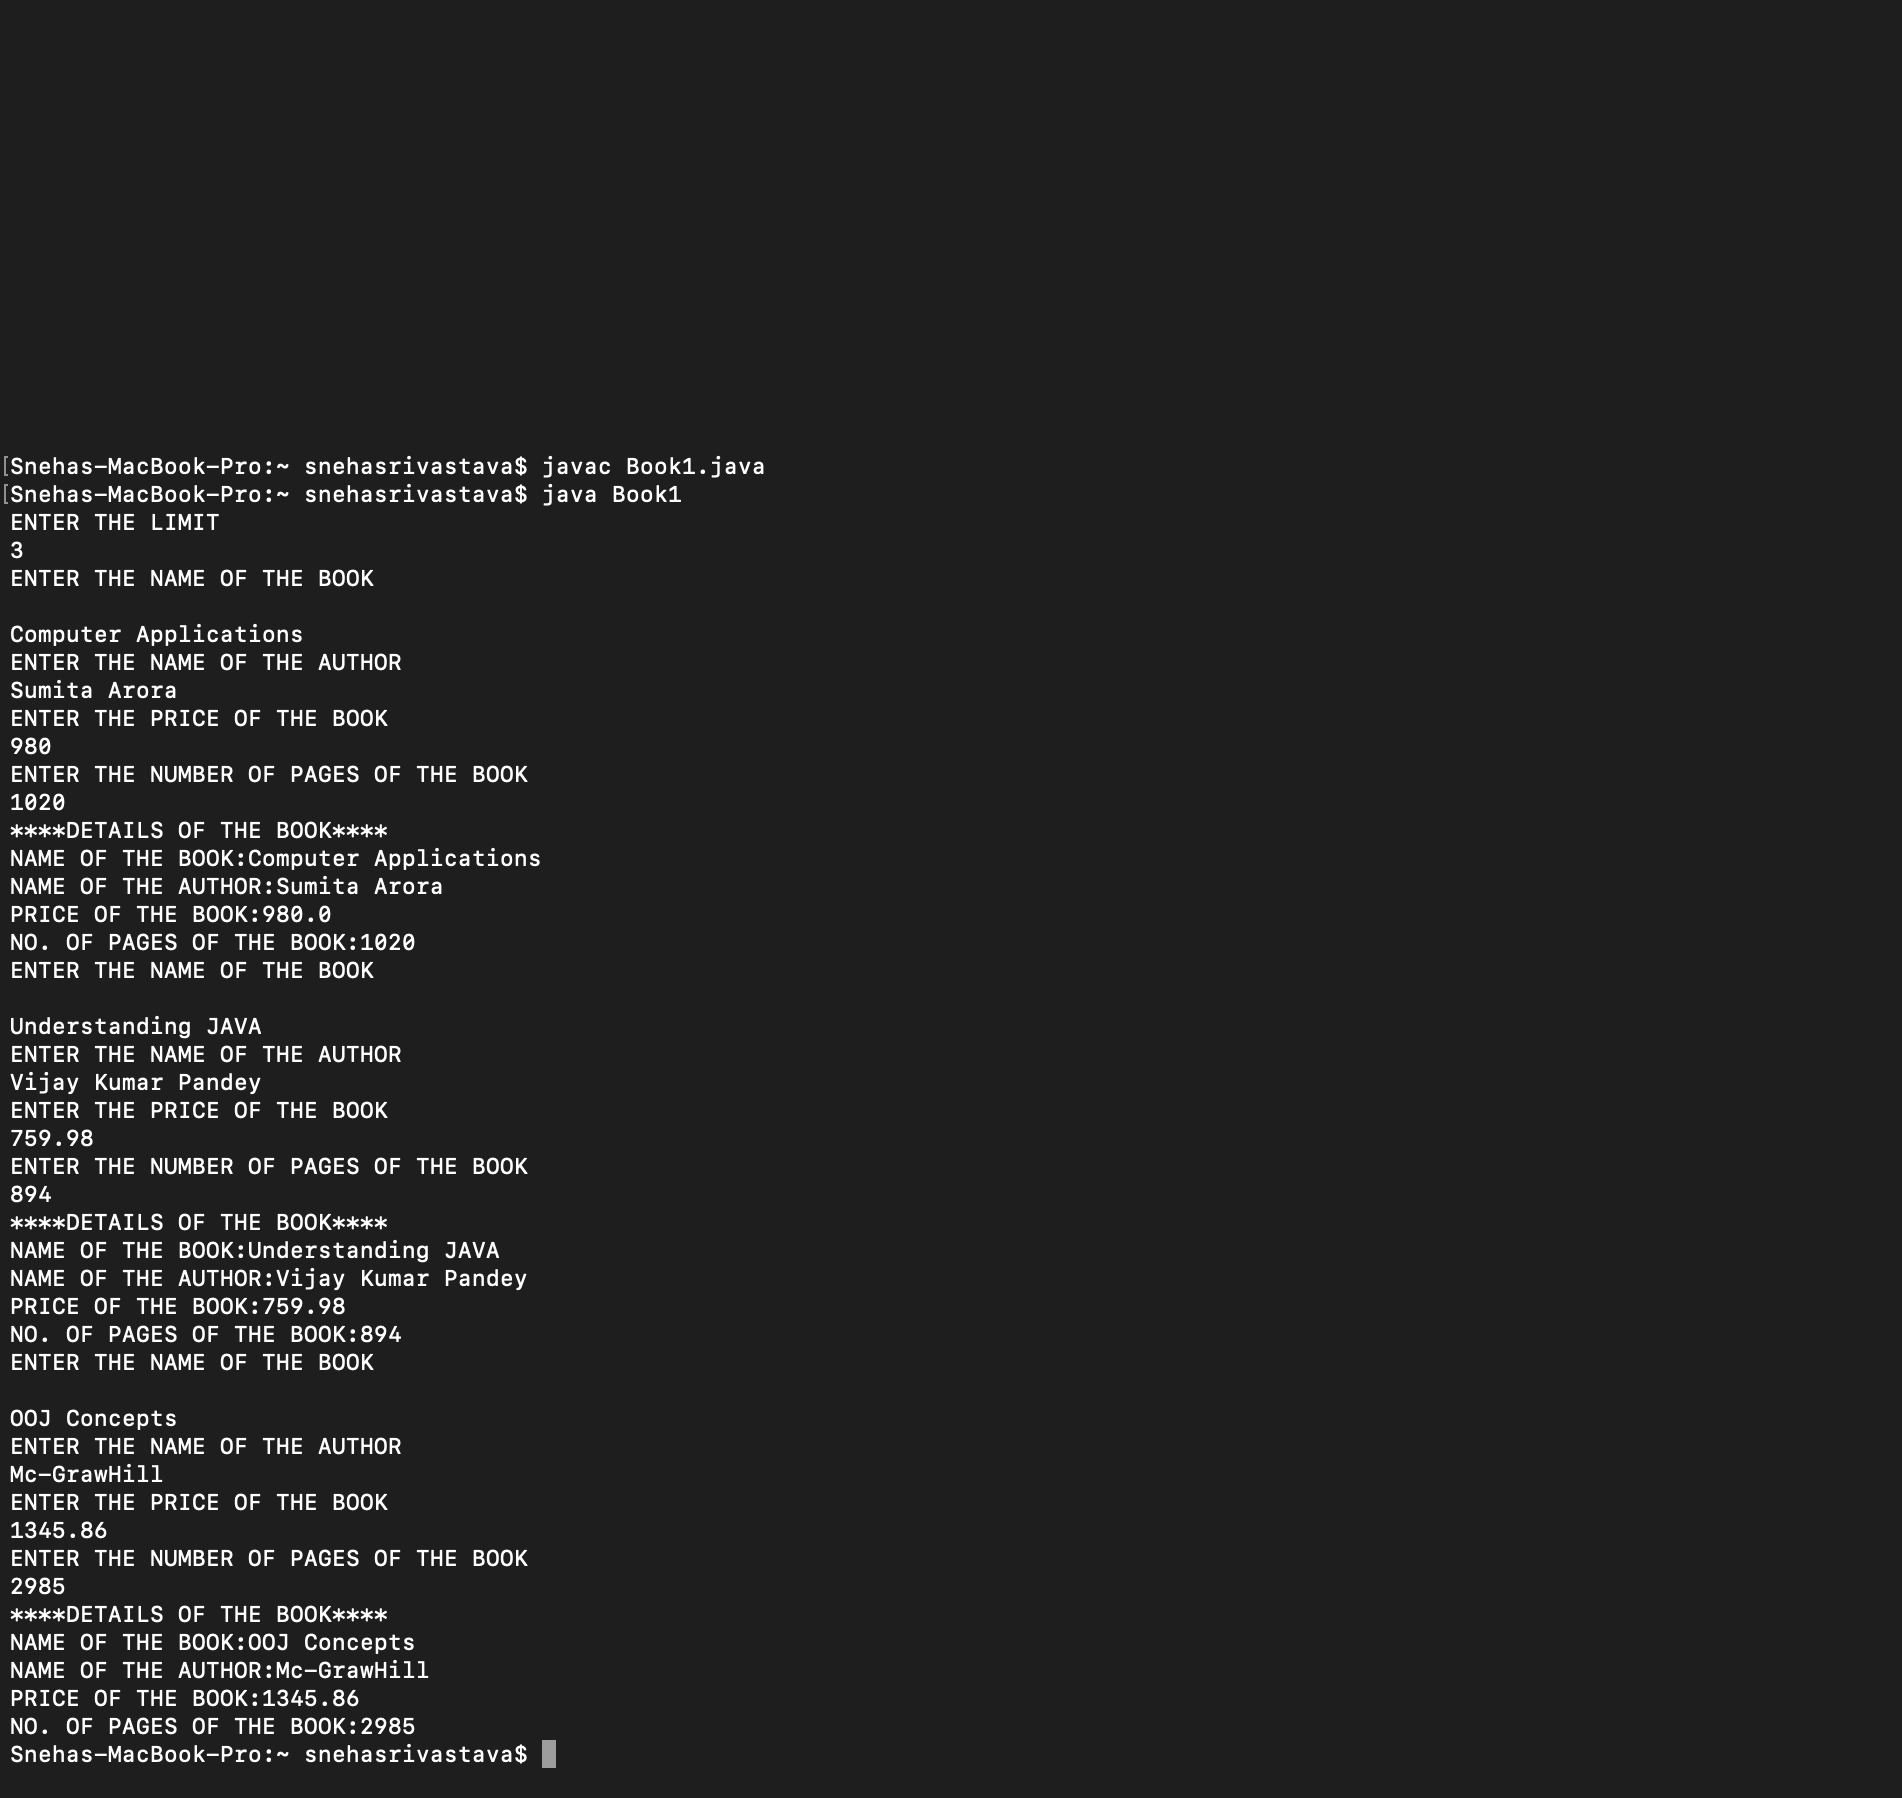 [Snehas-MacBook-Pro:~ snehasrivastava$ javac Book1.java
[Snehas-MacBook-Pro:~ snehasrivastava$ java Book1
ENTER THE LIMIT
3
ENTER THE NAME OF THE BOOK
Computer Applications
ENTER THE NAME OF THE AUTHOR
Sumita Arora
ENTER THE PRICE OF THE BOOK
980
ENTER THE NUMBER OF PAGES OF THE BOOK
1020
****DETAILS OF THE BOOK****
NAME OF THE BOOK:Computer Applications
NAME OF THE AUTHOR:Sumita Arora
PRICE OF THE BOOK:980.0
NO. OF PAGES OF THE BOOK:1020
ENTER THE NAME OF THE BOOK
Understanding JAVA
ENTER THE NAME OF THE AUTHOR
Vijay Kumar Pandey
ENTER THE PRICE OF THE BOOK
759.98
ENTER THE NUMBER OF PAGES OF THE BOOK
894
****DETAILS OF THE BOOK****
NAME OF THE BOOK:Understanding JAVA
NAME OF THE AUTHOR:Vijay Kumar Pandey
PRICE OF THE BOOK:759.98
NO. OF PAGES OF THE BOOK:894
ENTER THE NAME OF THE BOOK
OOJ Concepts
ENTER THE NAME OF THE AUTHOR
Mc-GrawHill
ENTER THE PRICE OF THE BOOK
1345.86
ENTER THE NUMBER OF PAGES OF THE BOOK
2985
****DETAILS OF THE BOOK****
NAME OF THE BOOK:OOJ Concepts
NAME OF THE AUTHOR:Mc-GrawHill
PRICE OF THE BOOK:1345.86
NO. OF PAGES OF THE BOOK:2985
Snehas-MacBook-Pro:~ snehasrivastava$